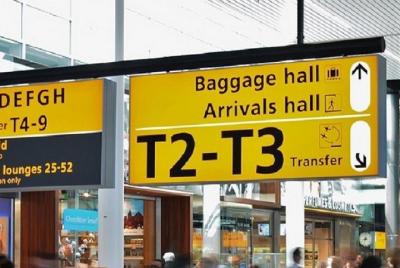 DEFGH
T4-9
lounges 25-52
only
Baggage hall
Arrivals hall
T2-T3
Transfer